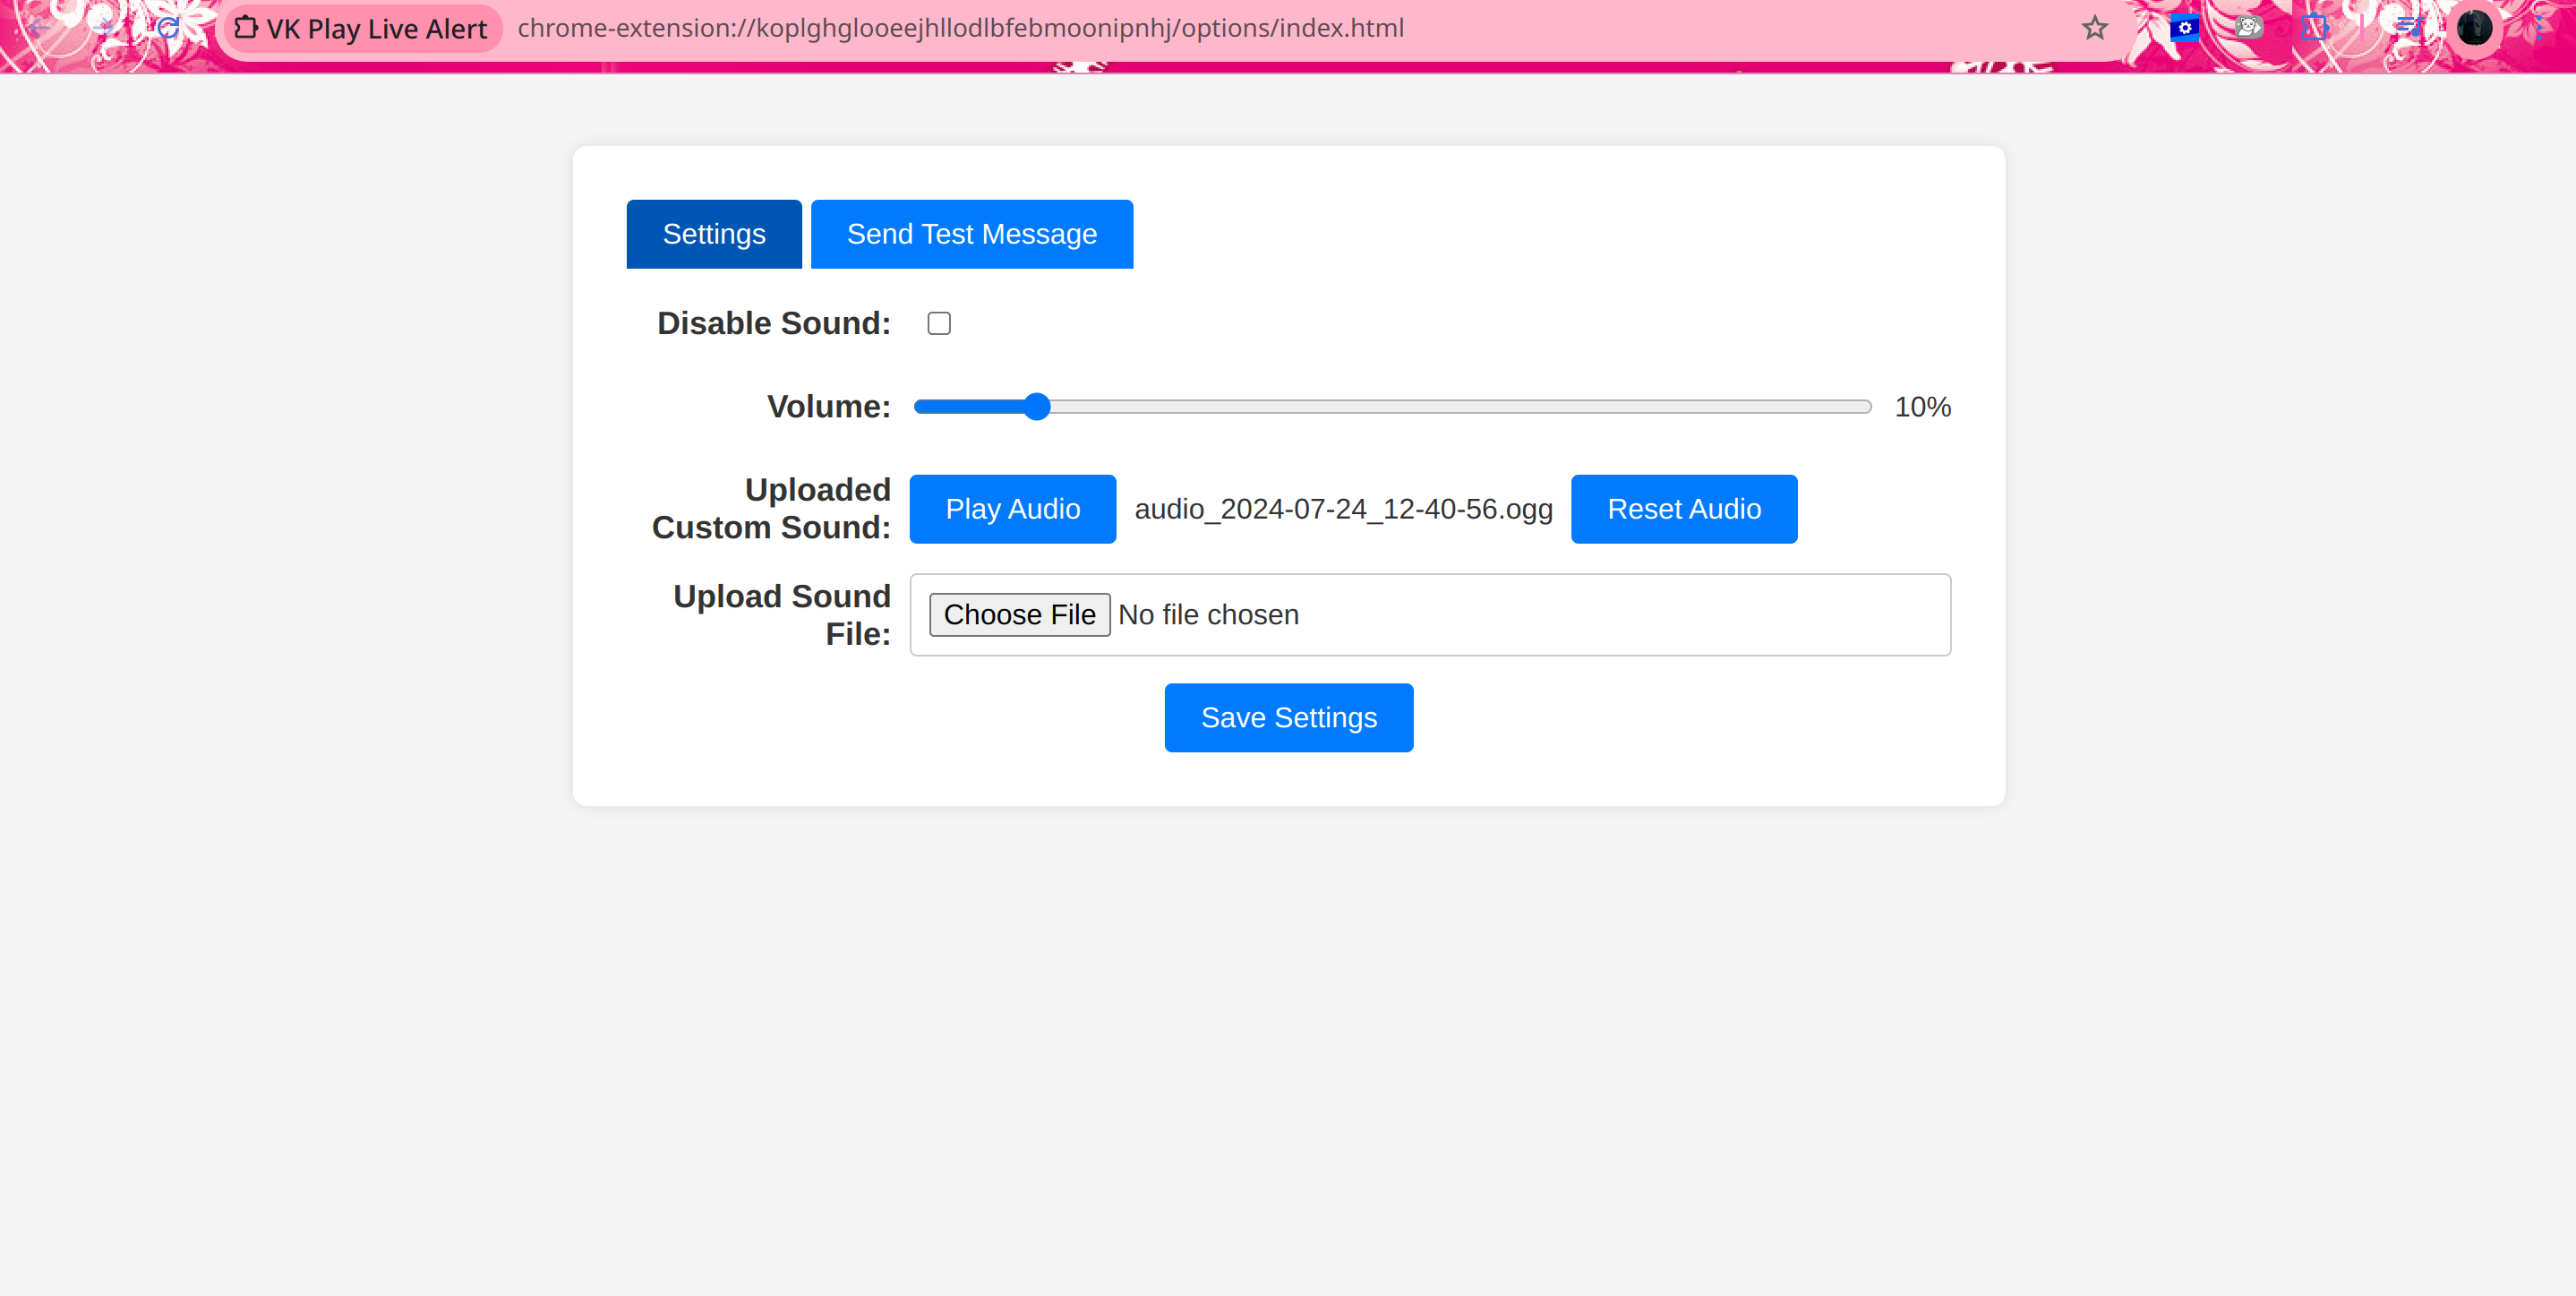 VK Play Live Alert chrome-extension://koplghglooeejhllodlbfebmoonipnhj/options/index.html
Settings Send Test Message
Disable Sound:
Volume: 10%
Uploaded
Custom Sound: Play Audio audio_2024-07-24_12-40-56.ogg Reset Audio
Upload Sound
File: Choose File No file chosen
Save Settings